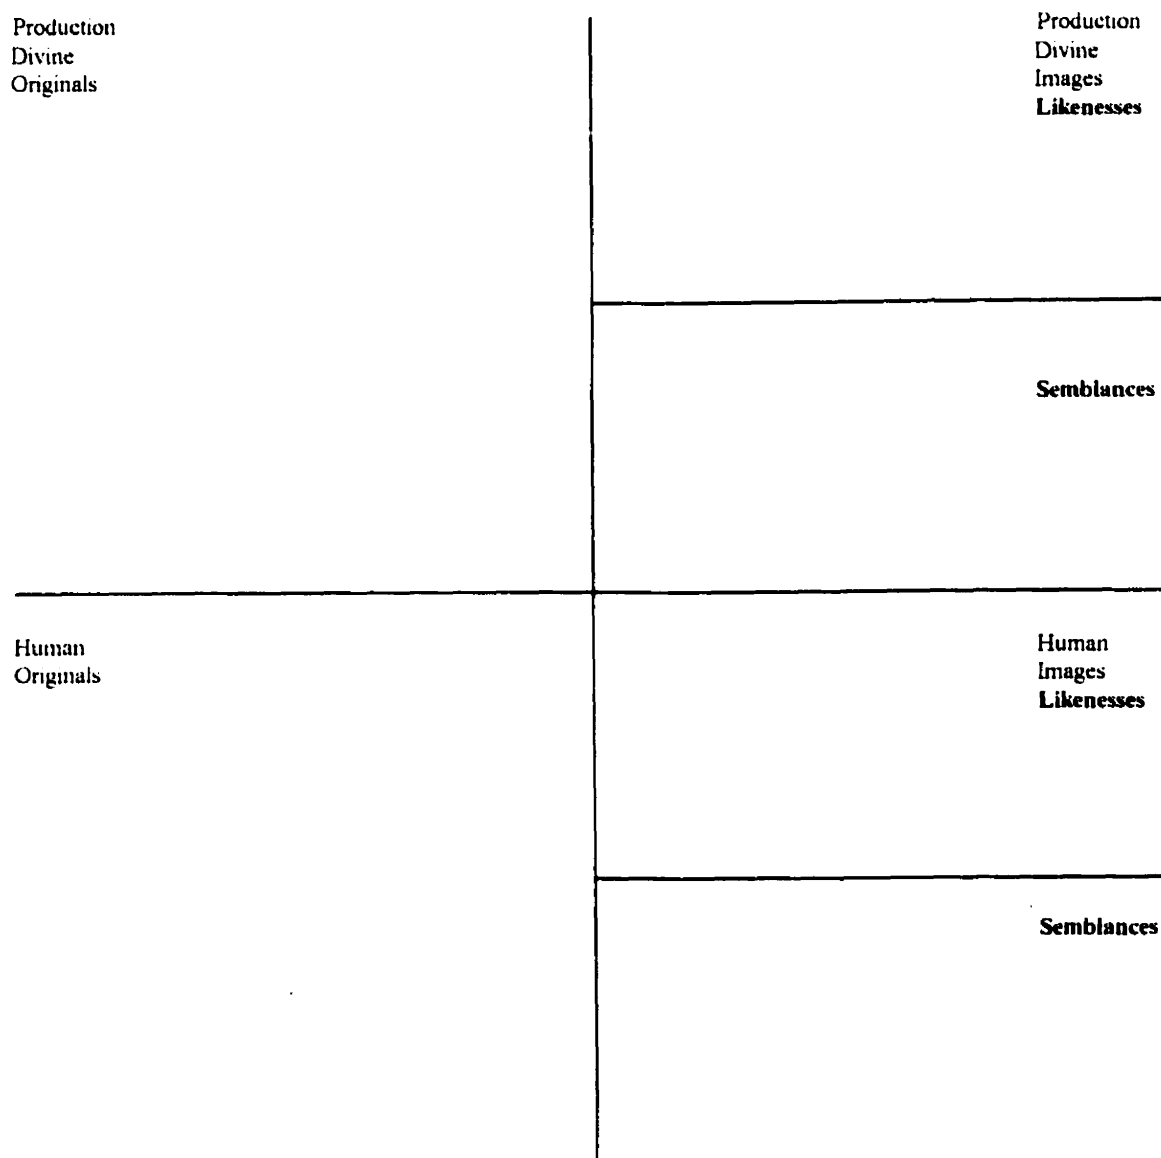 Production
Divine
Originals
Production
Divine
Images
Likenesses
Semblances
Human
Originals
Human
Images
Likenesses
Semblances